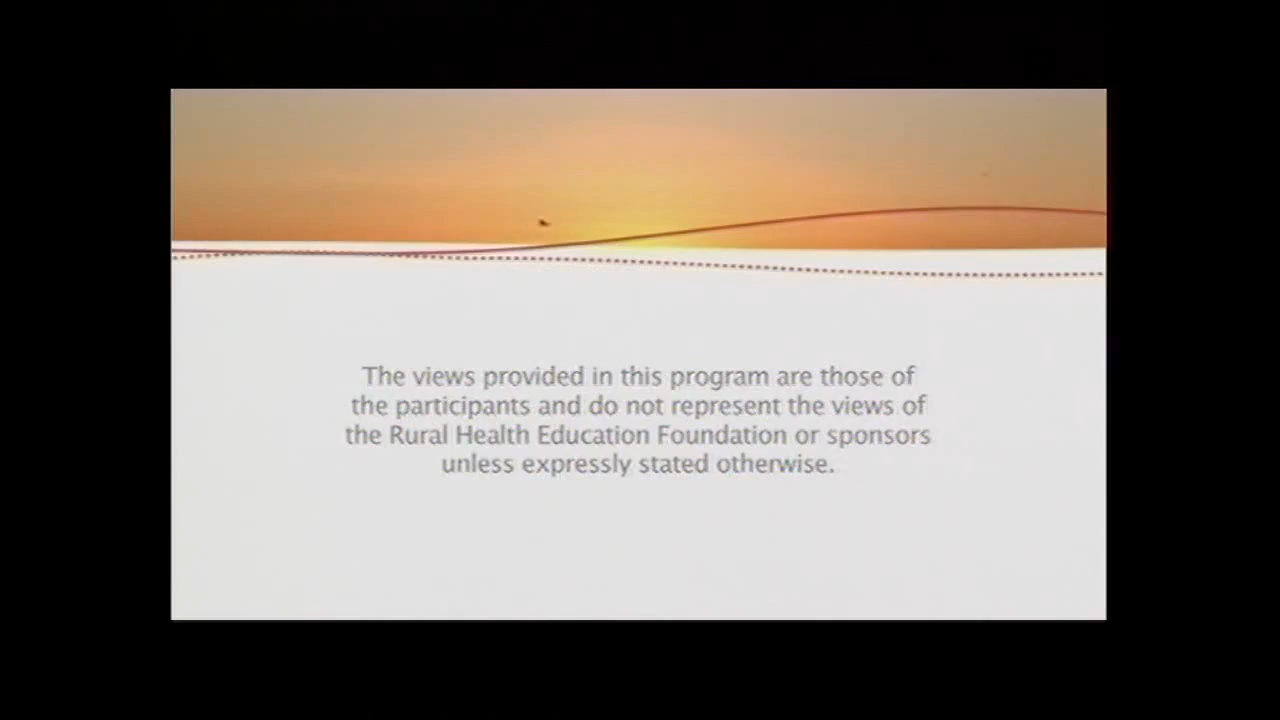 The views provided in this program are those of
the participants and do not represent the views of
the Rural Health Education Foundation or sponsors
unless expressly stated otherwise.